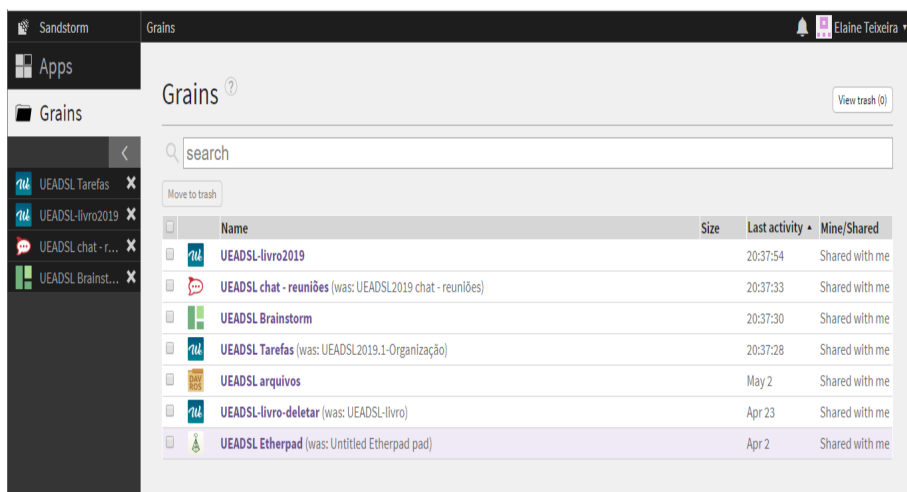 Sandstorm Grains Elaine Teixeira
Apps
Grains
UEADSL Tarefas
UEADSL-livro2019
UEADSL chat - r...
UEADSL Brainst...
Grains ?
View trash (0)
search
Move to trash
Name Size Last activity Mine/Shared
UEADSL-livro2019 20:37:54 Shared with me
UEADSL chat - reuniões (was: UEADSL2019 chat - reuniões) 20:37:33 Shared with me
UEADSL Brainstorm 20:37:30 Shared with me
UEADSL Tarefas (was: UEADSL2019.1-Organização) 20:37:28 Shared with me
DAV
ROS
UEADSL arquivos May 2 Shared with me
UEADSL-livro-deletar (was: UEADSL-livro) Apr 23 Shared with me
UEADSL Etherpad (was: Untitled Etherpad pad) Apr 2 Shared with me